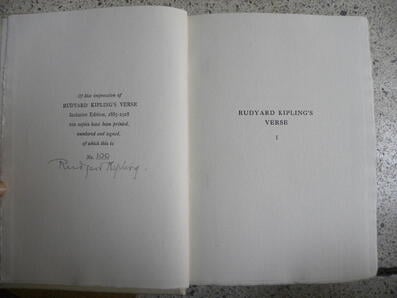 Of this impression of
RUDYARD KIPLING'S VERSE
Inclusive Edition, 1885-1918
100 copies have been printed,
numbered and signed,
of which this is
No. 100
Rudyard Kipling.
RUDYARD KIPLING'S
VERSE
I